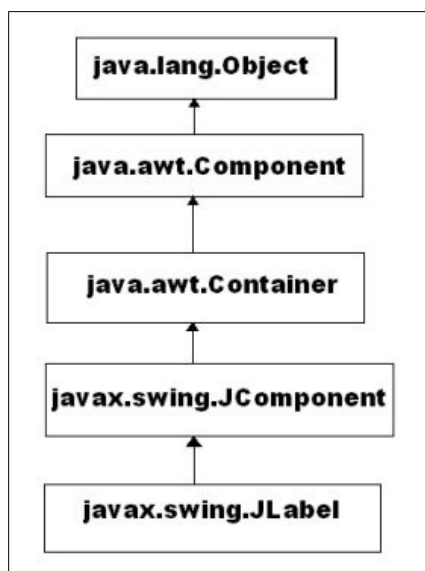 java.lang.Object
java.awt.Component
java.awt.Container
javax.swing.JComponent
javax.swing.JLabel